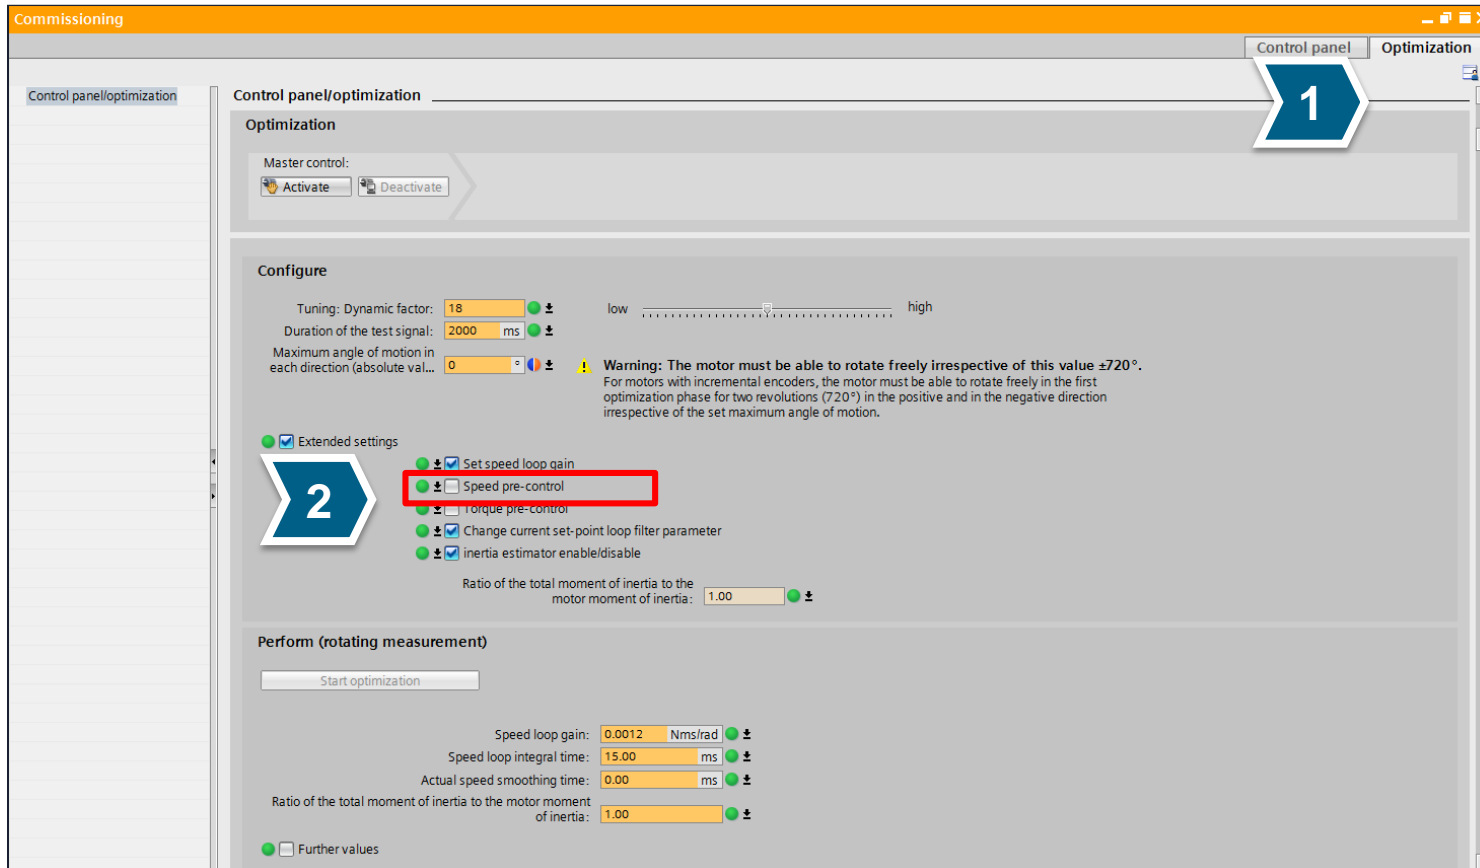 Commissioning
Control panel
Optimization
1
Control panel/optimization
Control panel/optimization
Optimization
Master control:
Activate
Deactivate
Configure
Tuning: Dynamic factor: 18
low
high
Duration of the test signal: 2000 ms
Maximum angle of motion in
each direction (absolute val... 0 °
Warning: The motor must be able to rotate freely irrespective of this value ±720°.
For motors with incremental encoders, the motor must be able to rotate freely in the first
optimization phase for two revolutions (720°) in the positive and in the negative direction
irrespective of the set maximum angle of motion.
Extended settings
2
Set speed loop gain
Speed pre-control
Torque pre-control
Change current set-point loop filter parameter
inertia estimator enable/disable
Ratio of the total moment of inertia to the
motor moment of inertia: 1.00
Perform (rotating measurement)
Start optimization
Speed loop gain: 0.0012 Nms/rad
Speed loop integral time: 15.00 ms
Actual speed smoothing time: 0.00 ms
Ratio of the total moment of inertia to the motor moment
of inertia: 1.00
Further values